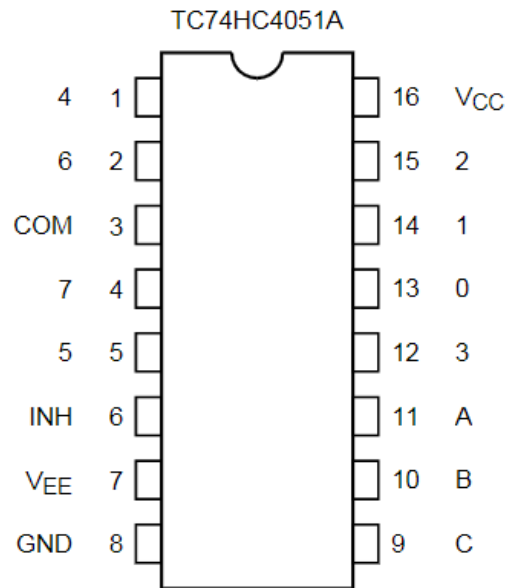 TC74HC4051A
4 1 16 VCC
6 2 15 2
COM 3 14 1
7 4 13 0
5 5 12 3
INH 6 11 A
VEE 7 10 B
GND 8 9 C